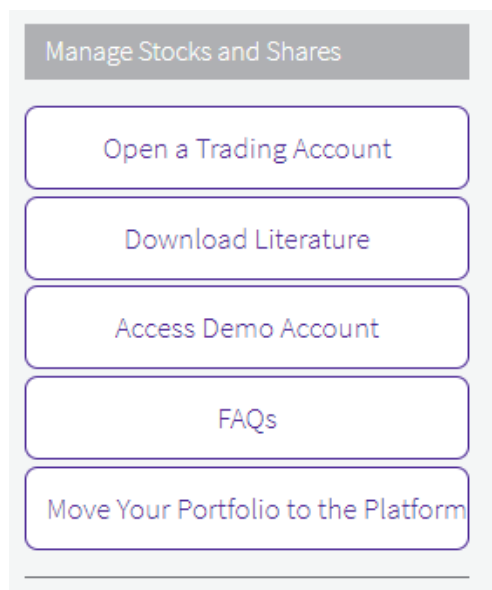 Manage Stocks and Shares
Open a Trading Account
Download Literature
Access Demo Account
FAQs
Move Your Portfolio to the Platform